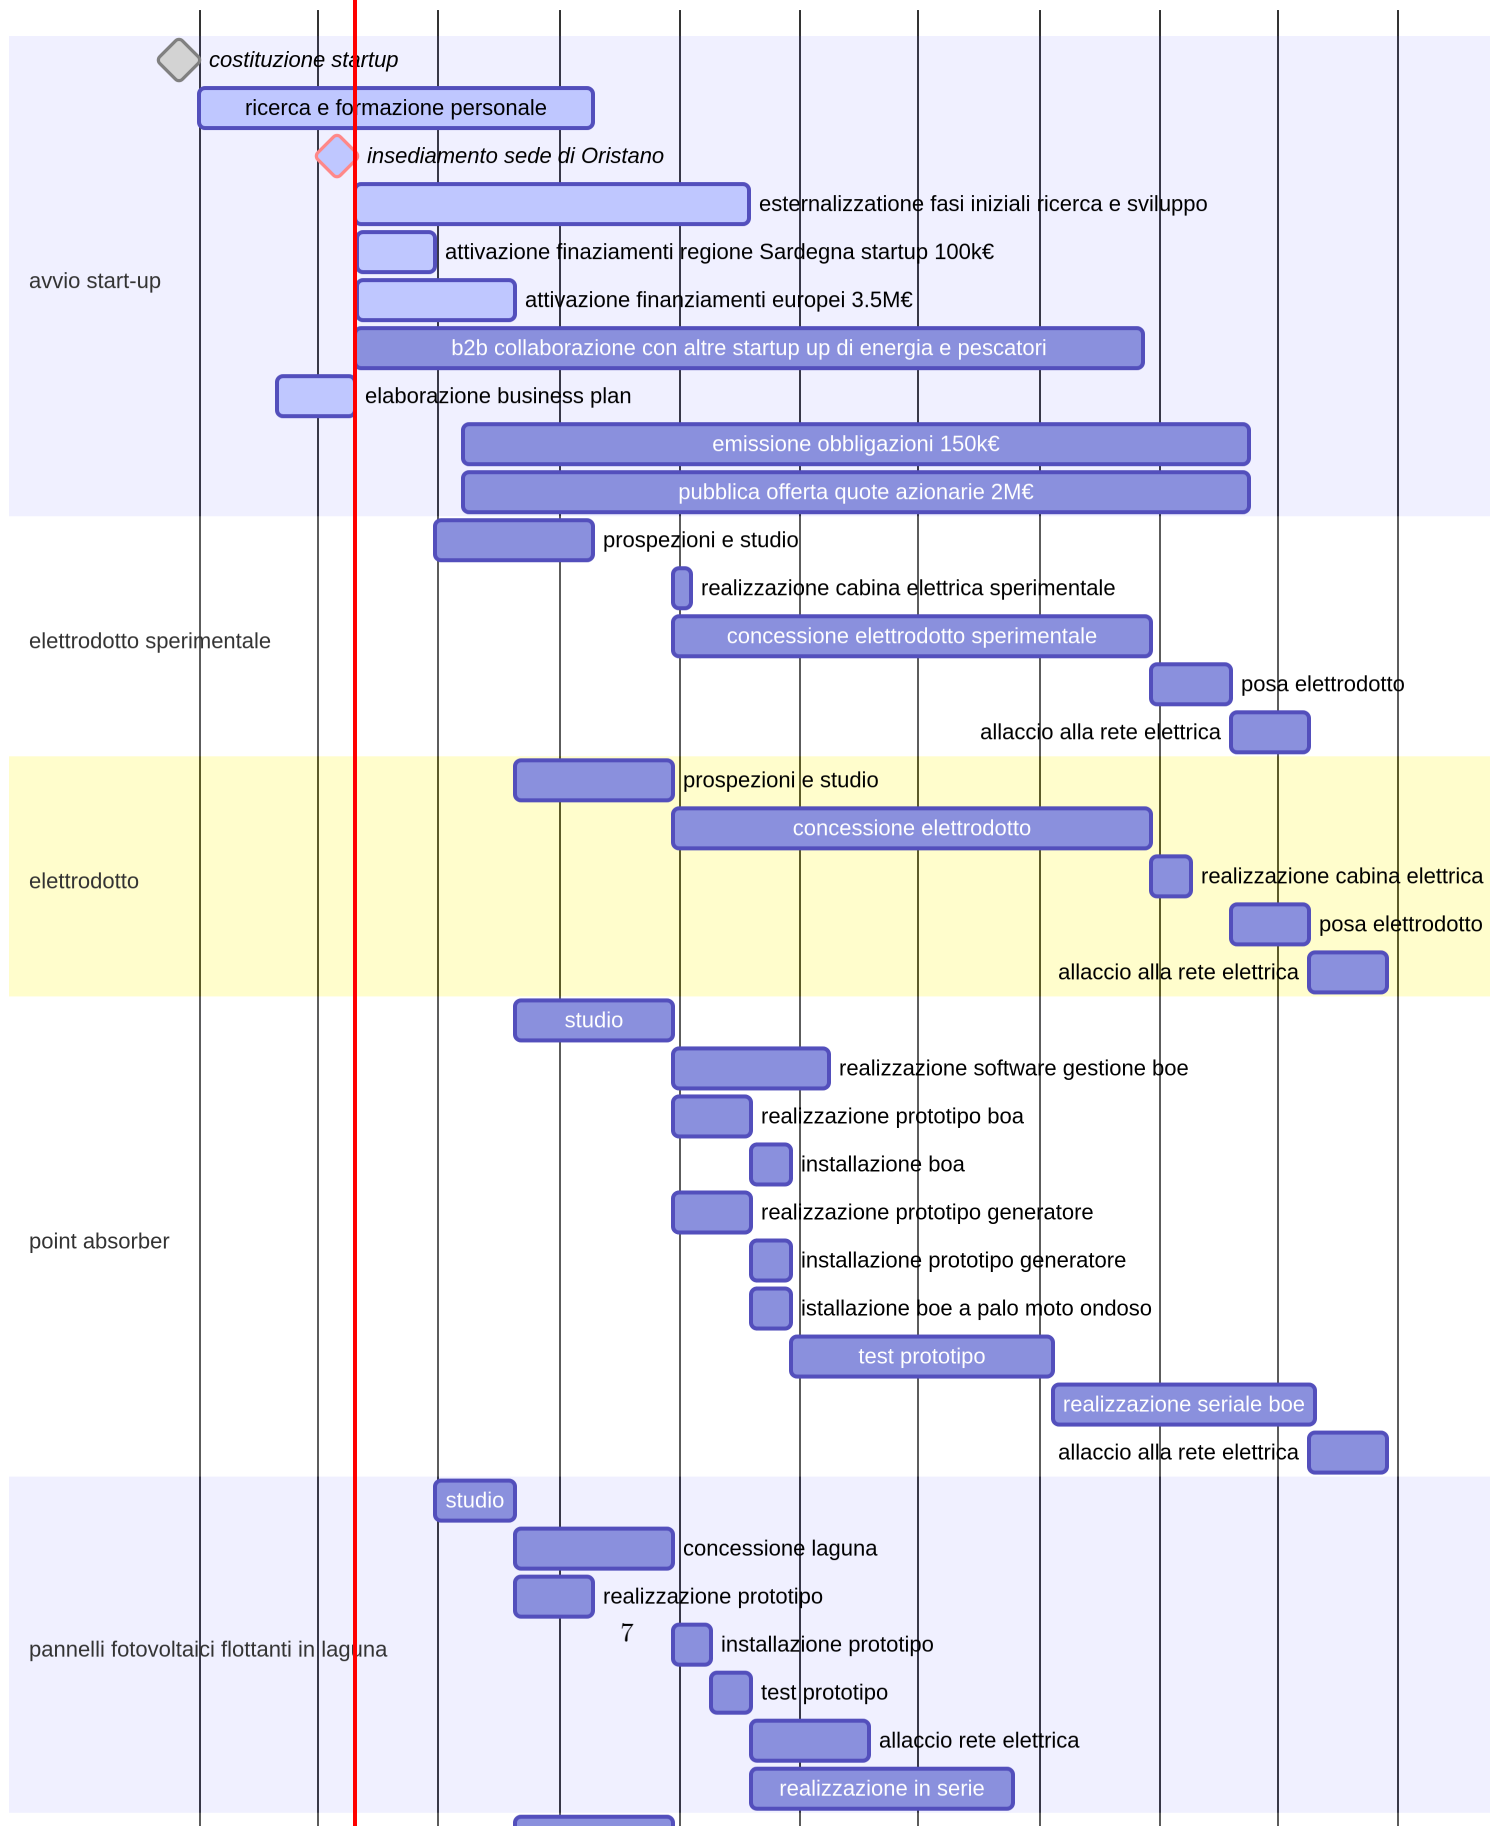 costituzione startup
ricerca e formazione personale
insediamento sede di Oristano
esternalizzatione fasi iniziali ricerca e sviluppo
attivazione finaziamenti regione Sardegna startup 100k€
avvio start-up
attivazione finanziamenti europei 3.5M€
b2b collaborazione con altre startup up di energia e pescatori
elaborazione business plan
emissione obbligazioni 150k€
pubblica offerta quote azionarie 2M€
prospezioni e studio
realizzazione cabina elettrica sperimentale
concessione elettrodotto sperimentale
elettrodotto sperimentale
posa elettrodotto
allaccio alla rete elettrica
prospezioni e studio
concessione elettrodotto
realizzazione cabina elettrica
elettrodotto
posa elettrodotto
allaccio alla rete elettrica
studio
realizzazione software gestione boe
realizzazione prototipo boa
installazione boa
realizzazione prototipo generatore
point absorber
installazione prototipo generatore
istallazione boe a palo moto ondoso
test prototipo
realizzazione seriale boe
allaccio alla rete elettrica
studio
concessione laguna
realizzazione prototipo
7
installazione prototipo
pannelli fotovoltaici flottanti in laguna
test prototipo
allaccio rete elettrica
realizzazione in serie